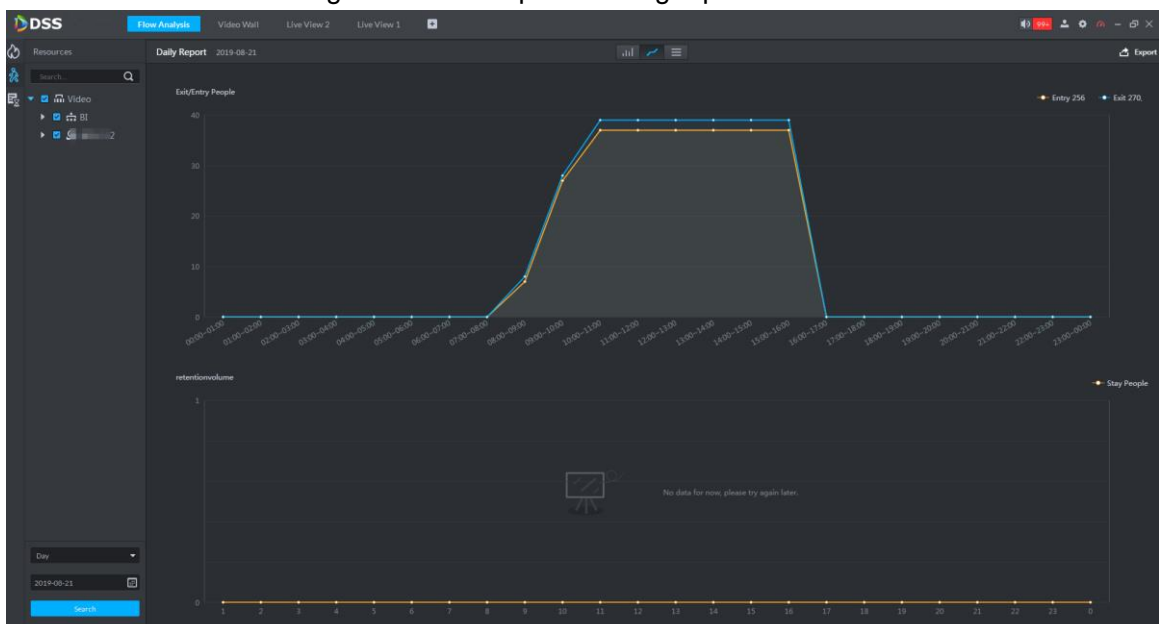 DSS Flow Analysis Video Wall Live View 2 Live View 1 99+
Resources Daily Report 2019-08-21 Export
Search...
Video
BI
2
Exit/Entry People
Entry 256 Exit 270,
40
30
20
10
0
00:00~01:00 01:00~02:00 02:00~03:00 03:00~04:00 04:00~05:00 05:00~06:00 06:00~07:00 07:00~08:00 08:00~09:00 09:00~10:00 10:00~11:00 11:00~12:00 12:00~13:00 13:00~14:00 14:00~15:00 15:00~16:00 16:00~17:00 17:00~18:00 18:00~19:00 19:00~20:00 20:00~21:00 21:00~22:00 22:00~23:00 23:00~00:00
retentionvolume
Stay People
1
No data for now, please try again later.
0
1 2 3 4 5 6 7 8 9 10 11 12 13 14 15 16 17 18 19 20 21 22 23 0
Day
2019-08-21
Search